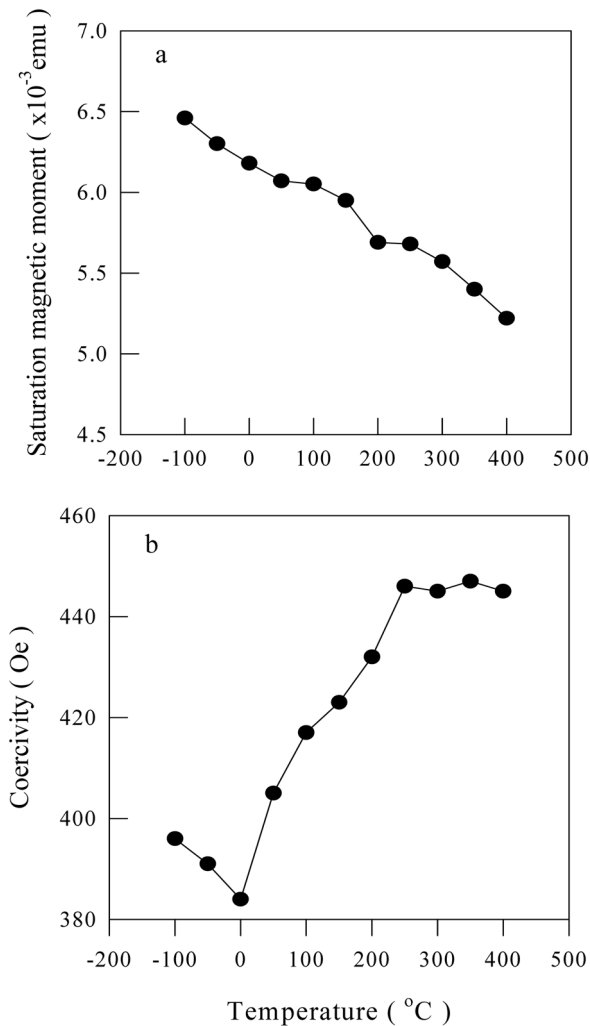 a
Saturation magnetic moment ( x10⁻³ emu )
7.0
6.5
6.0
5.5
5.0
4.5
-200 -100 0 100 200 300 400 500
b
Coercivity ( Oe )
460
440
420
400
380
-200 -100 0 100 200 300 400 500
Temperature ( °C )